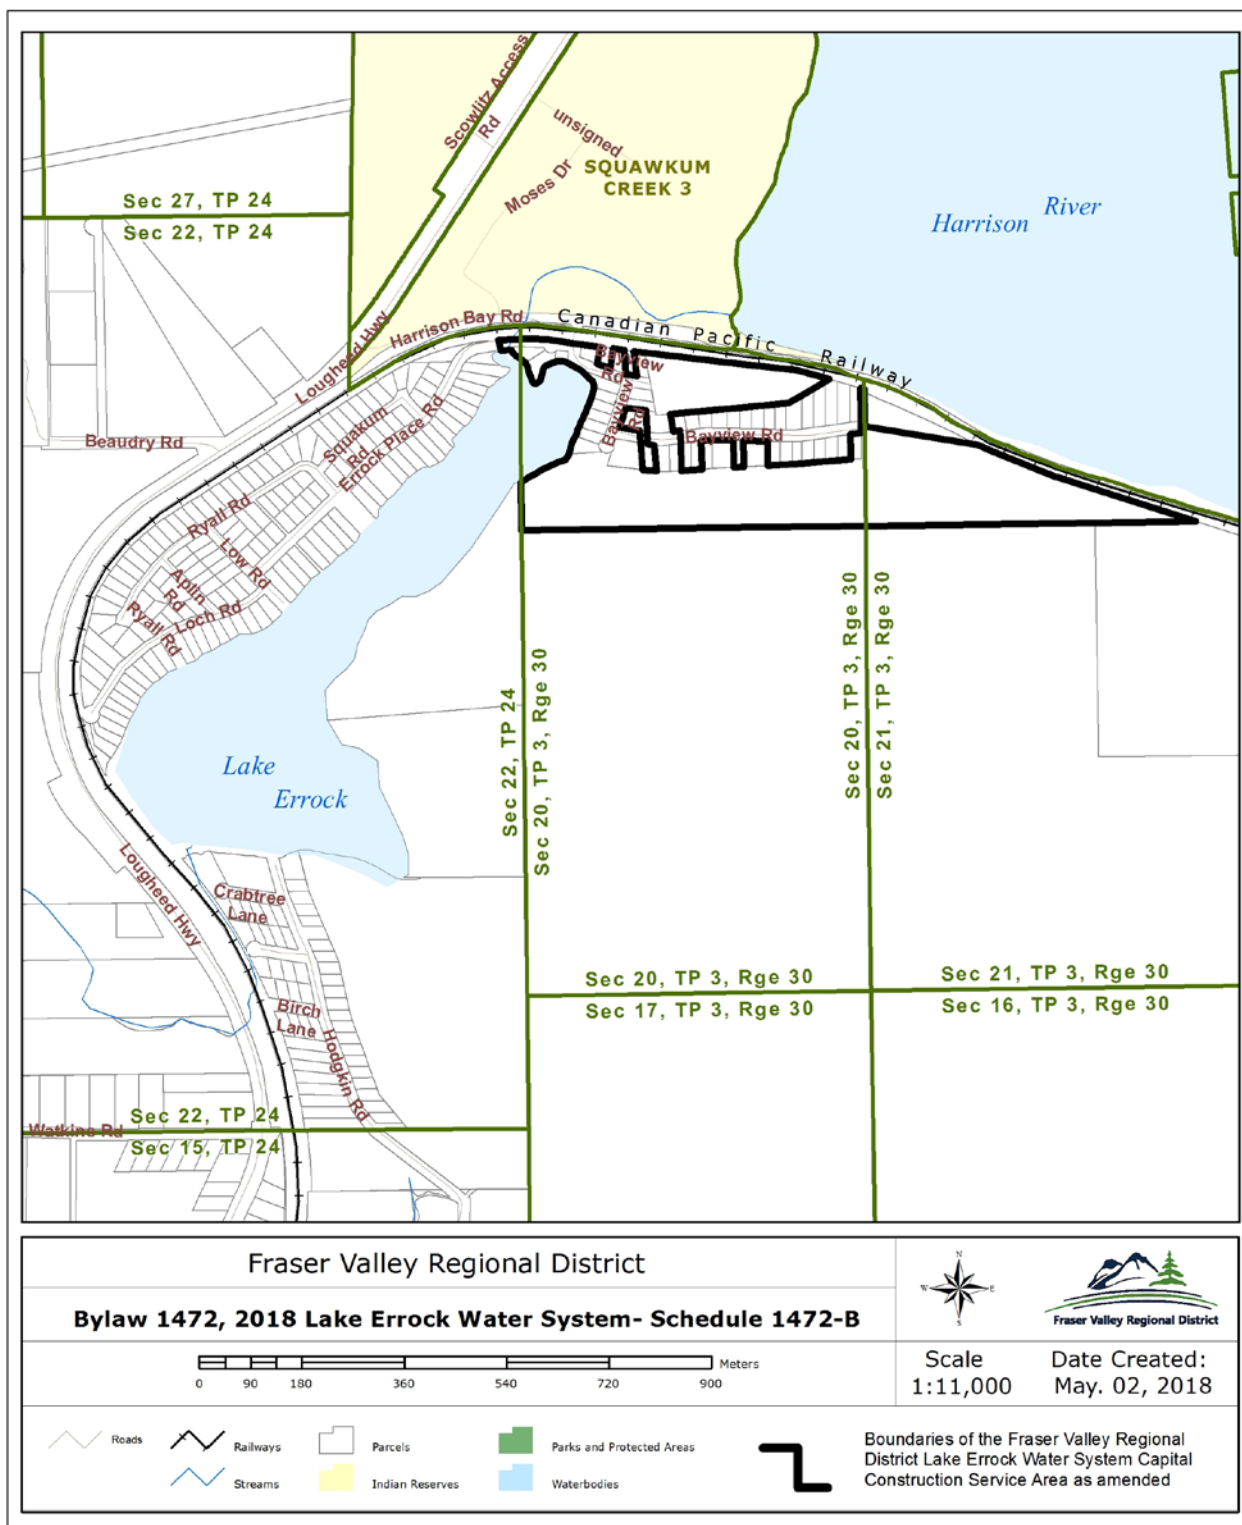 Scowlitz Access
Rd
unsigned
Moses Dr
SQUAWKUM
CREEK 3
Harrison River
Sec 27, TP 24
Sec 22, TP 24
Lougheed Hwy
Harrison Bay Rd
Canadian Pacific Railway
Bayview
Rd
Bayview
Rd
Bayview Rd
Beaudry Rd
Squakum
Rd
Errock Place Rd
Ryall Rd
Low Rd
Aplin
Rd
Loch Rd
Ryall Rd
Sec 22, TP 24
Sec 20, TP 3, Rge 30
Sec 20, TP 3, Rge 30
Sec 21, TP 3, Rge 30
Lake
Errock
Lougheed Hwy
Crabtree
Lane
Birch
Lane
Hodgkin Rd
Sec 20, TP 3, Rge 30
Sec 17, TP 3, Rge 30
Sec 21, TP 3, Rge 30
Sec 16, TP 3, Rge 30
Watkins Rd
Sec 22, TP 24
Sec 15, TP 24
Fraser Valley Regional District
Bylaw 1472, 2018 Lake Errock Water System- Schedule 1472-B
Meters
0 90 180 360 540 720 900
N
W E
S
Fraser Valley Regional District
Scale
1:11,000
Date Created:
May. 02, 2018
Roads
Railways
Parcels
Parks and Protected Areas
Streams
Indian Reserves
Waterbodies
Boundaries of the Fraser Valley Regional
District Lake Errock Water System Capital
Construction Service Area as amended